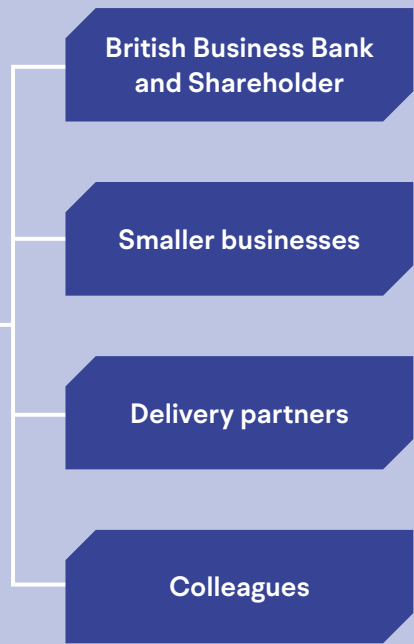 British Business Bank
and Shareholder
Smaller businesses
Delivery partners
Colleagues